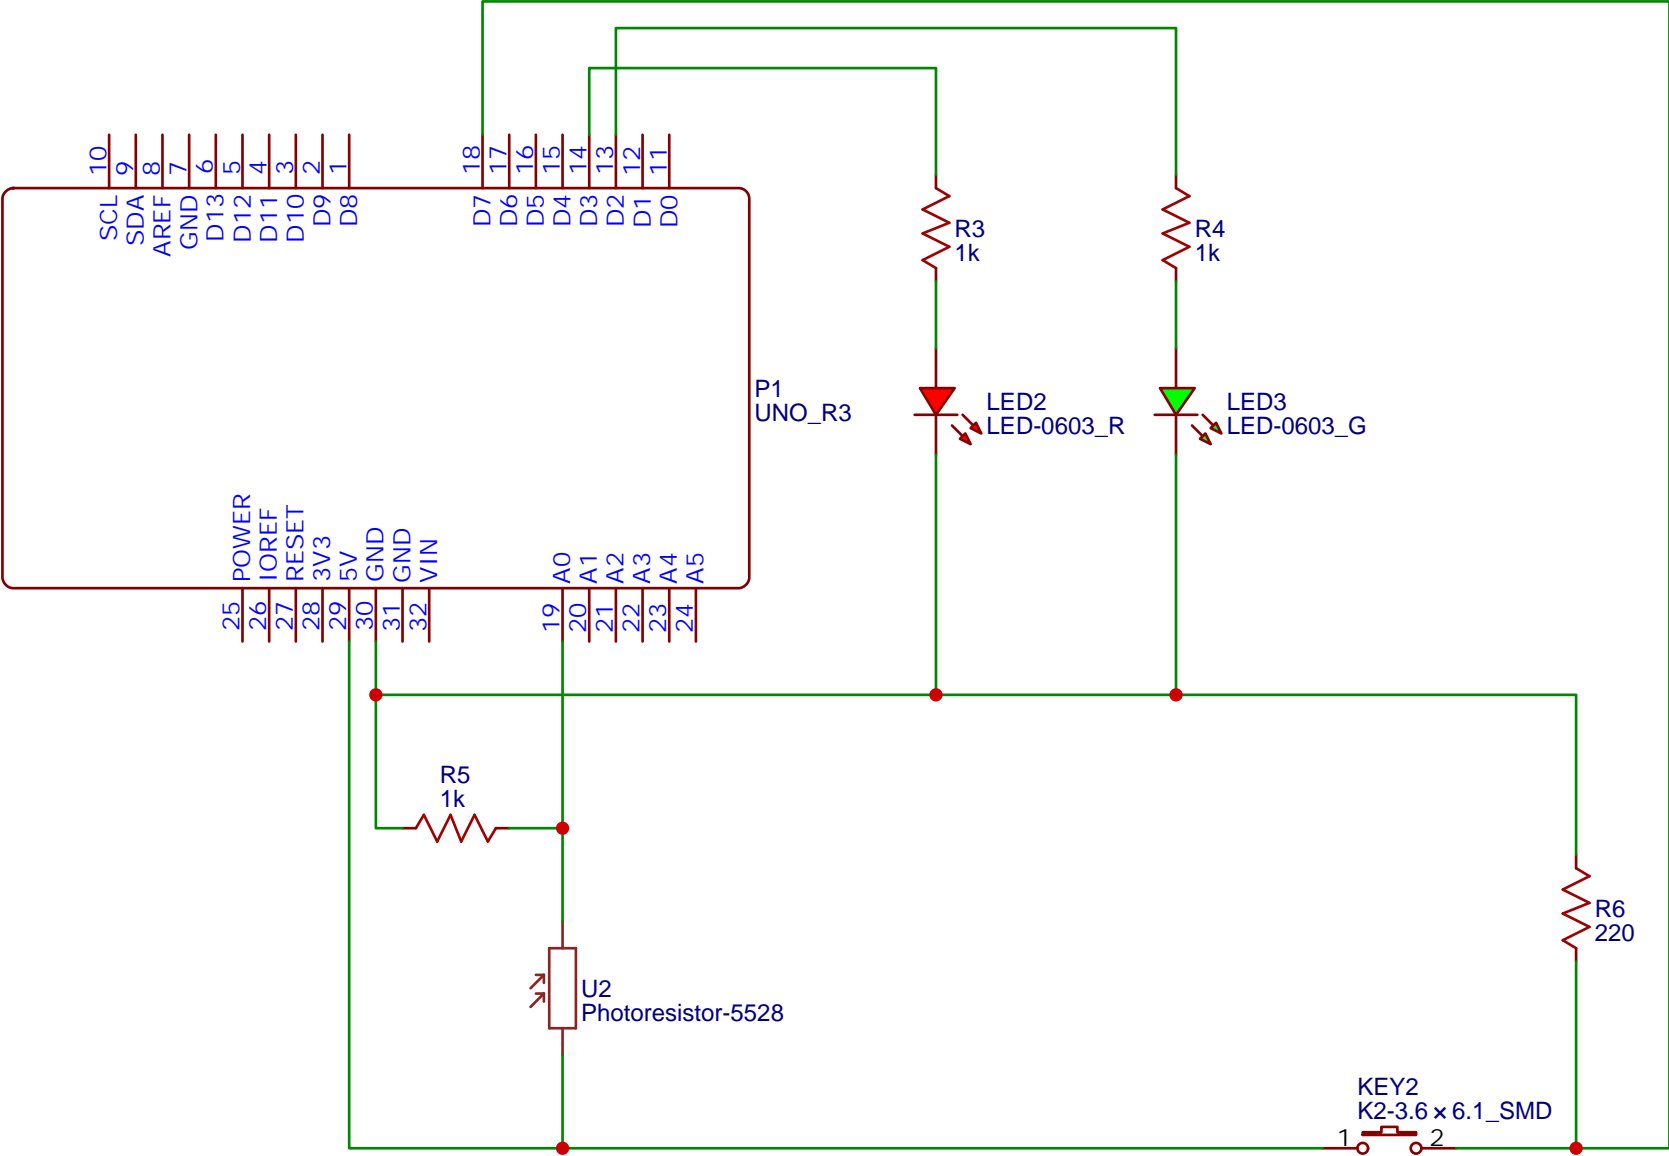 10
9
8
7
6
5
4
3
2
1
18
17
16
15
14
13
12
11
SCL
SDA
AREF
GND
D13
D12
D11
D10
D9
D8
D7
D6
D5
D4
D3
D2
D1
D0
R3
1k
R4
1k
P1
UNO_R3
LED2
LED-0603_R
LED3
LED-0603_G
POWER
IOREF
RESET
3V3
5V
GND
GND
VIN
A0
A1
A2
A3
A4
A5
25
26
27
28
29
30
31
32
19
20
21
22
23
24
R5
1k
R6
220
U2
Photoresistor-5528
KEY2
K2-3.6×6.1_SMD
1
2